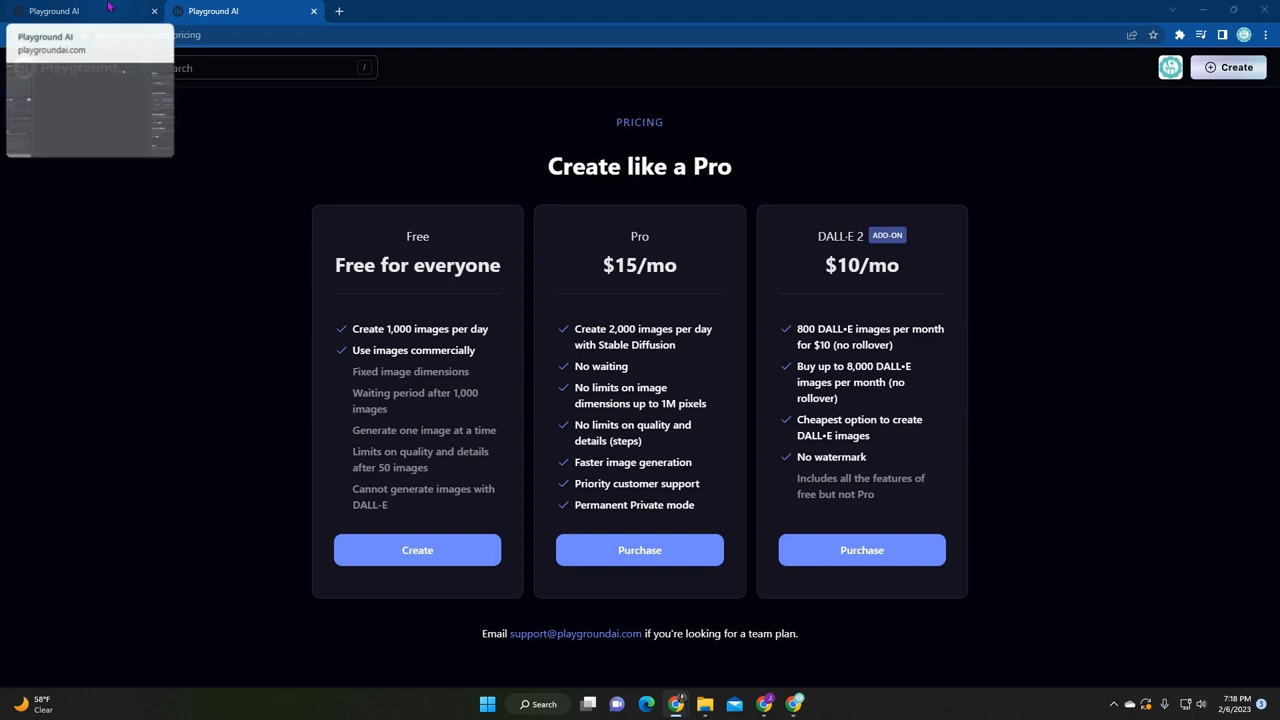 Playground AI
Playground AI
Playground AI
playgroundai.com
pricing
Playground
arch
/
Create
PRICING
Create like a Pro
Free
Free for everyone
Create 1,000 images per day
Use images commercially
Fixed image dimensions
Waiting period after 1,000
images
Generate one image at a time
Limits on quality and details
after 50 images
Cannot generate images with
DALL-E
Create
Pro
$15/mo
Create 2,000 images per day
with Stable Diffusion
No waiting
No limits on image
dimensions up to 1M pixels
No limits on quality and
details (steps)
Faster image generation
Priority customer support
Permanent Private mode
Purchase
DALL·E 2 ADD-ON
$10/mo
800 DALL•E images per month
for $10 (no rollover)
Buy up to 8,000 DALL•E
images per month (no
rollover)
Cheapest option to create
DALL•E images
No watermark
Includes all the features of
free but not Pro
Purchase
Email support@playgroundai.com if you're looking for a team plan.
58°F
Clear
Search
7:18 PM
2/6/2023
3